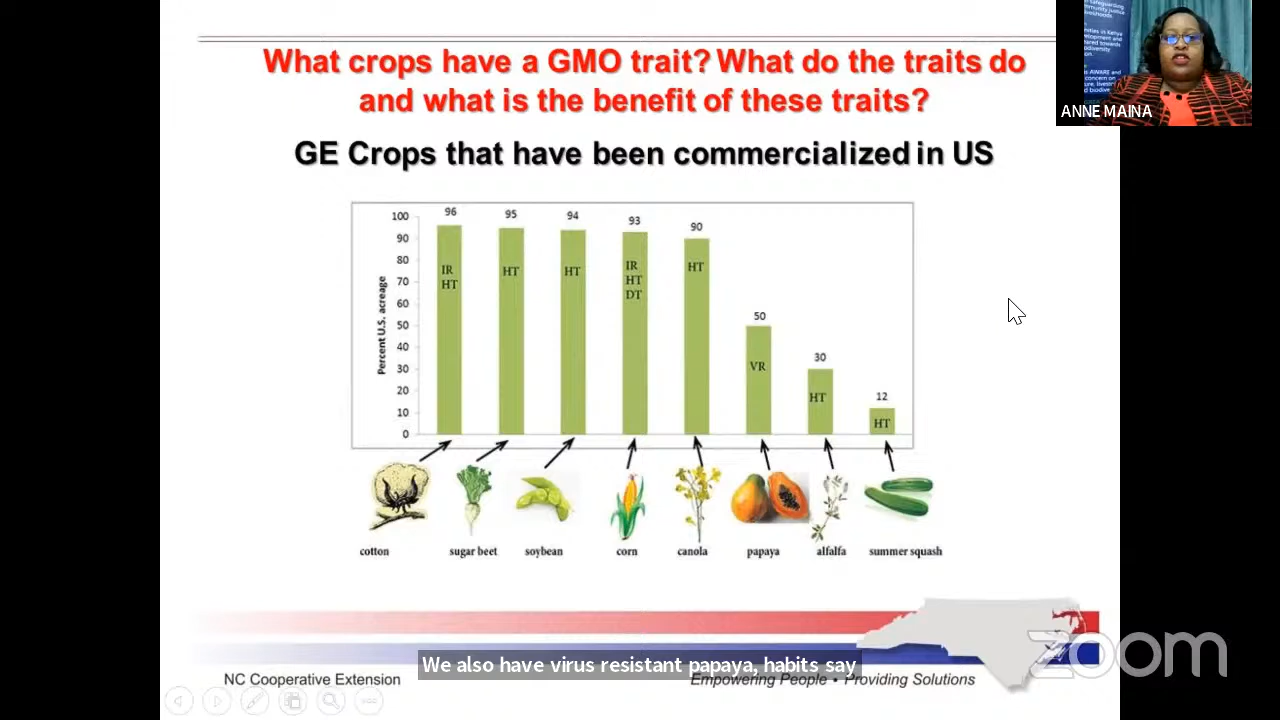 What crops have a GMO trait? What do the traits do
and what is the benefit of these traits?
GE Crops that have been commercialized in US
ANNE MAINA
Percent U.S. acreage
100
90
80
70
60
50
40
30
20
10
0
96
95
94
93
90
50
30
12
IR
HT
HT
HT
IR
HT
DT
HT
VR
HT
HT
cotton
sugar beet
soybean
corn
canola
papaya
alfalfa
summer squash
We also have virus resistant papaya, habits say
NC Cooperative Extension
Empowering People • Providing Solutions
zoom